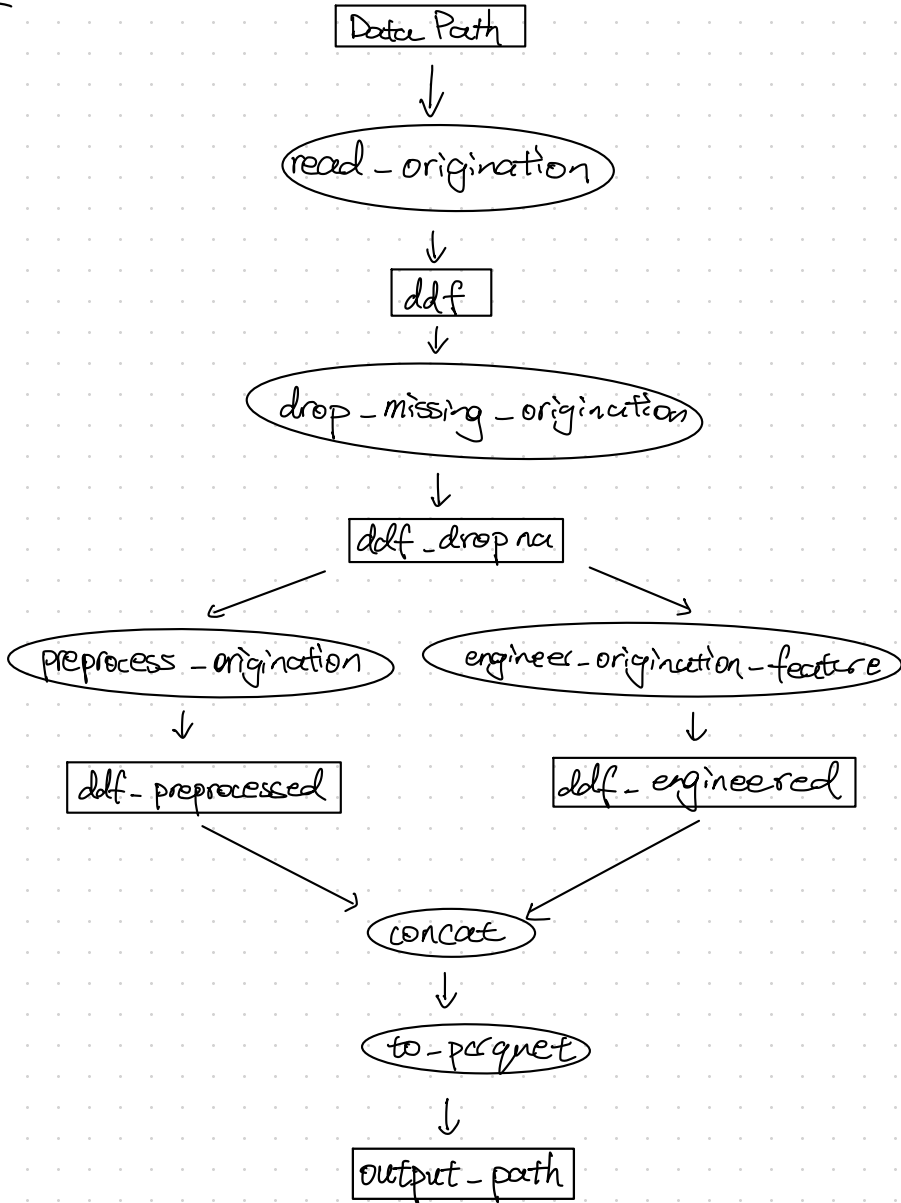 Data Path
read_origination
ddf
drop_missing_origination
ddf_dropna
preprocess_origination
engineer_origination_feature
ddf_preprocessed
ddf_engineered
concat
to_parquet
output_path